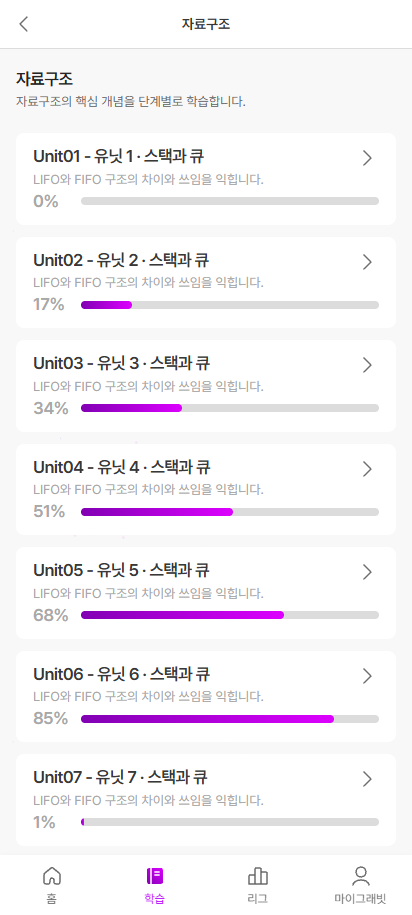 자료구조
자료구조
자료구조의 핵심 개념을 단계별로 학습합니다.
Unit01 - 유닛 1 · 스택과 큐
LIFO와 FIFO 구조의 차이와 쓰임을 익힙니다.
0%
Unit02 - 유닛 2 · 스택과 큐
LIFO와 FIFO 구조의 차이와 쓰임을 익힙니다.
17%
Unit03 - 유닛 3 · 스택과 큐
LIFO와 FIFO 구조의 차이와 쓰임을 익힙니다.
34%
Unit04 - 유닛 4 · 스택과 큐
LIFO와 FIFO 구조의 차이와 쓰임을 익힙니다.
51%
Unit05 - 유닛 5 · 스택과 큐
LIFO와 FIFO 구조의 차이와 쓰임을 익힙니다.
68%
Unit06 - 유닛 6 · 스택과 큐
LIFO와 FIFO 구조의 차이와 쓰임을 익힙니다.
85%
Unit07 - 유닛 7 · 스택과 큐
LIFO와 FIFO 구조의 차이와 쓰임을 익힙니다.
1%
홈 학습 리그 마이그래빗